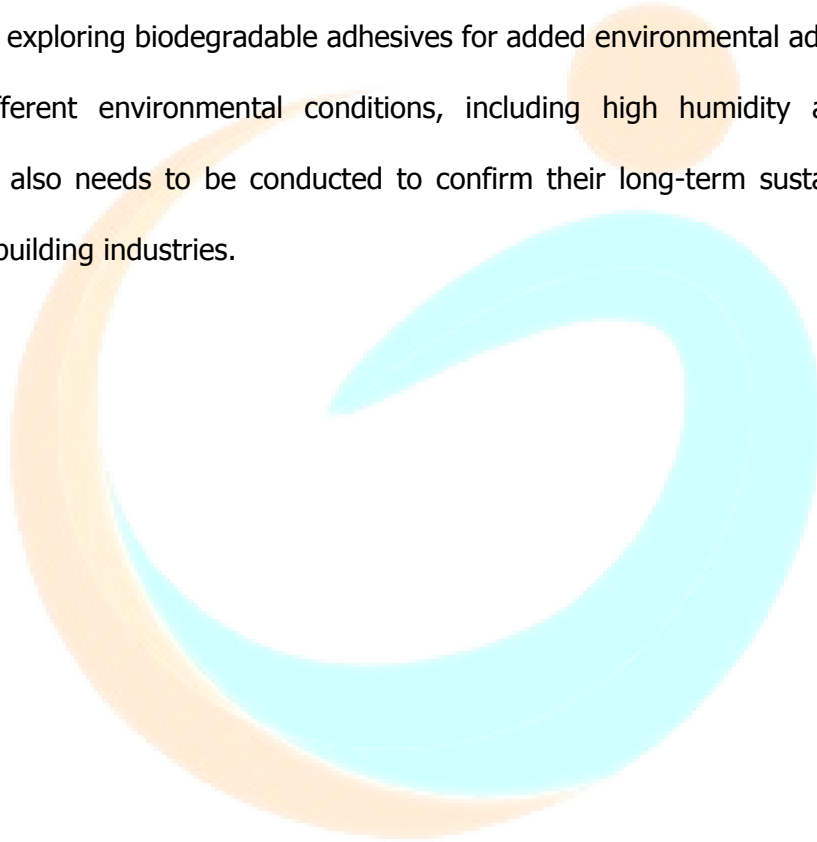 exploring biodegradable adhesives for added environmental ad
fferent environmental conditions, including high humidity a
also needs to be conducted to confirm their long-term susta
building industries.